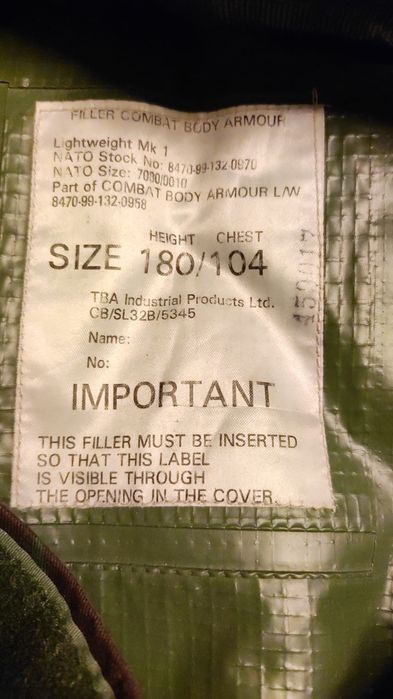 FILLER COMBAT BODY ARMOUR
Lightweight Mk 1
NATO Stock No: 8470-99-132-0970
NATO Size: 7080/0010
Part of COMBAT BODY ARMOUR L/W
8470-99-132-0958
HEIGHT CHEST
SIZE 180/104
TBA Industrial Products Ltd.
CB/SL32B/5345
Name:
No:
IMPORTANT
THIS FILLER MUST BE INSERTED
SO THAT THIS LABEL
IS VISIBLE THROUGH
THE OPENING IN THE COVER.